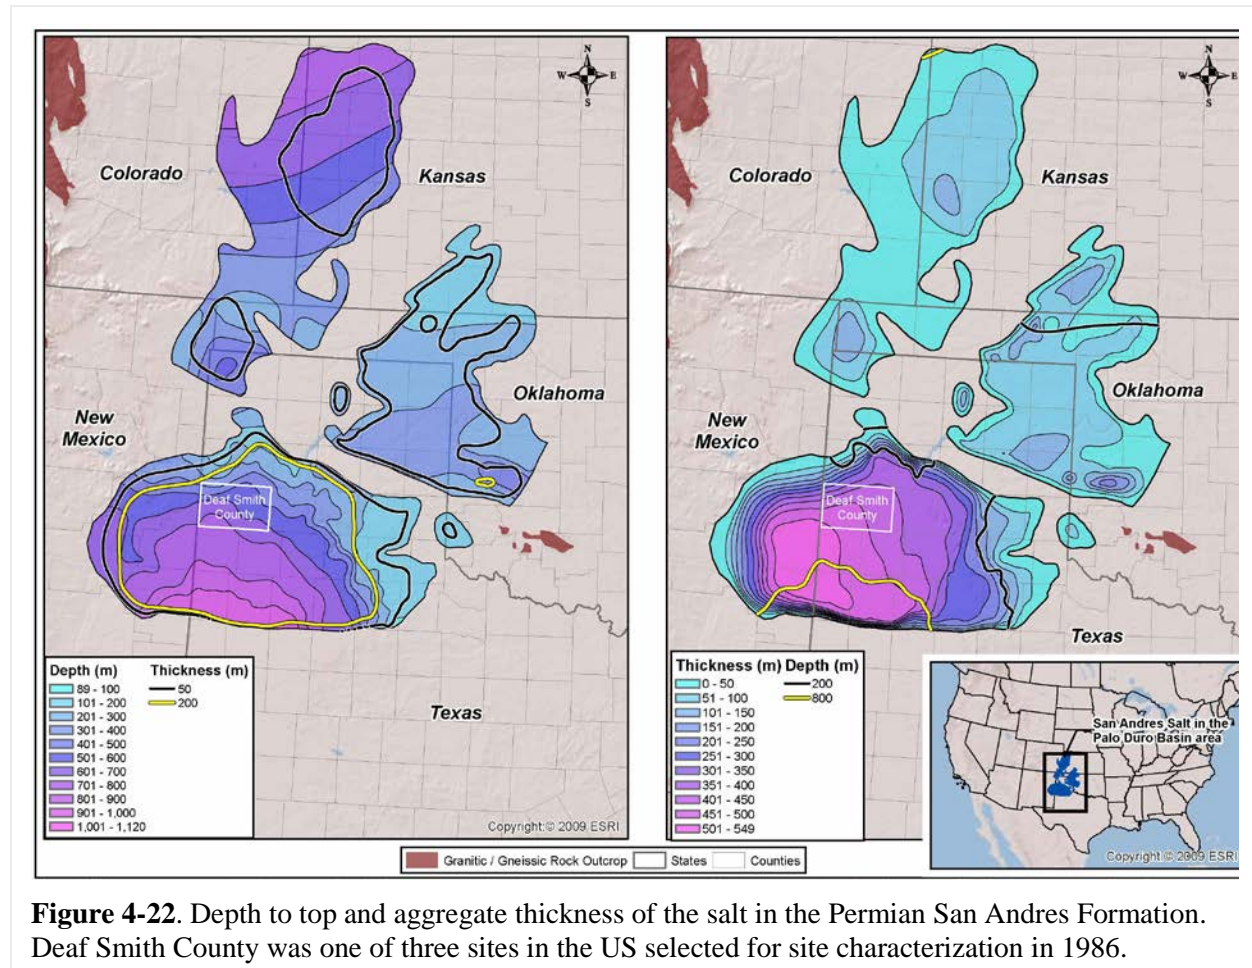 N
W E
S
Colorado
Kansas
Oklahoma
New
Mexico
Deaf Smith
County
Texas
Depth (m) Thickness (m)
89 - 100
101 - 200
201 - 300
301 - 400
401 - 500
501 - 600
601 - 700
701 - 800
801 - 900
901 - 1,000
1,001 - 1,120
50
200
Copyright:© 2009 ESRI
N
W E
S
Colorado
Kansas
Oklahoma
New
Mexico
Deaf Smith
County
Texas
Thickness (m) Depth (m)
0 - 50
51 - 100
101 - 150
151 - 200
201 - 250
251 - 300
301 - 350
351 - 400
401 - 450
451 - 500
501 - 549
200
800
San Andres Salt in the
Palo Duro Basin area
Copyright:© 2009 ESRI
Granitic / Gneissic Rock Outcrop States Counties
Figure 4-22. Depth to top and aggregate thickness of the salt in the Permian San Andres Formation.
Deaf Smith County was one of three sites in the US selected for site characterization in 1986.